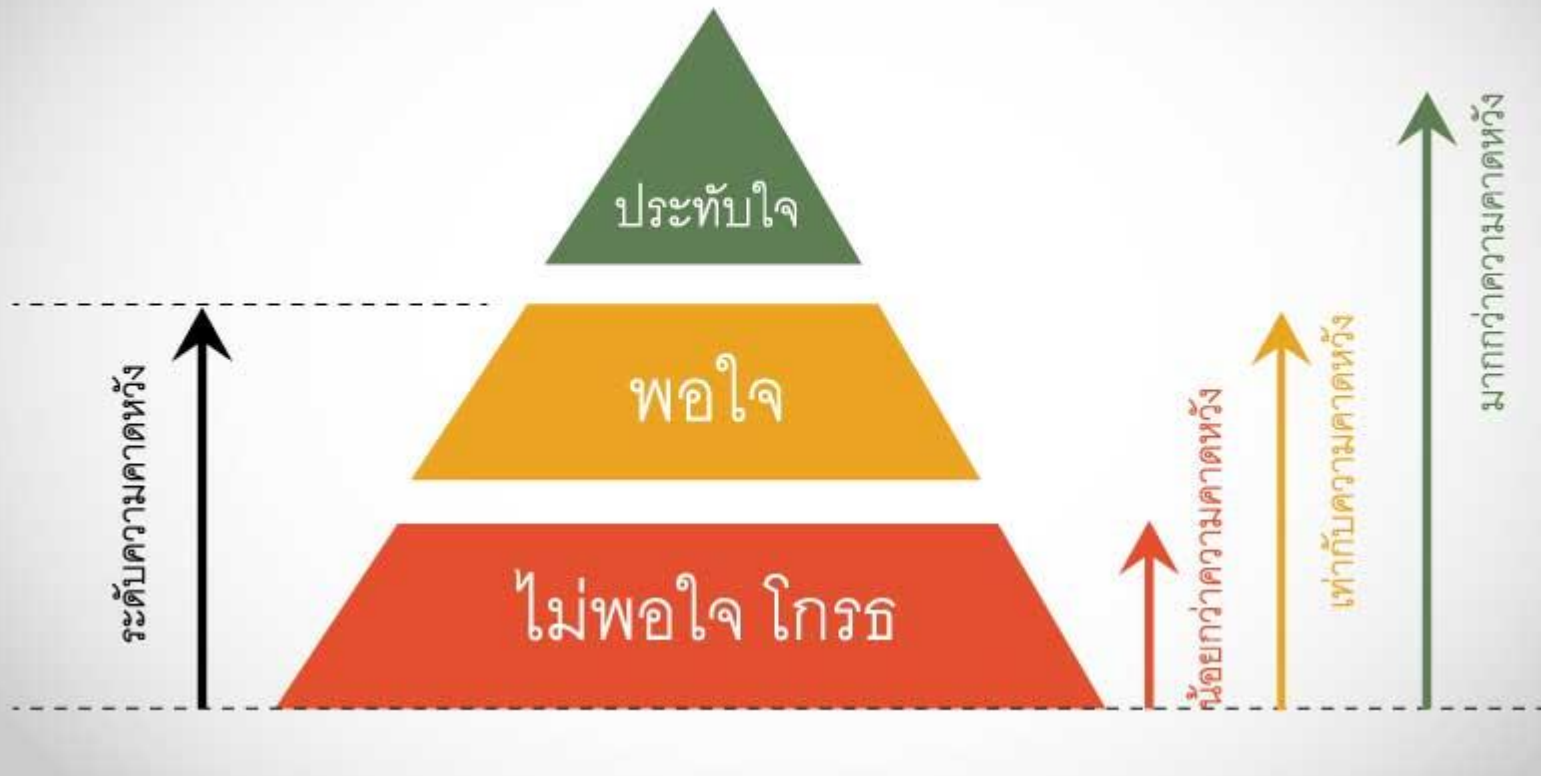 ประทับใจ
พอใจ
ไม่พอใจ โกรธ
ระดับความคาดหวัง
น้อยกว่าความคาดหวัง
เท่ากับความคาดหวัง
มากกว่าความคาดหวัง